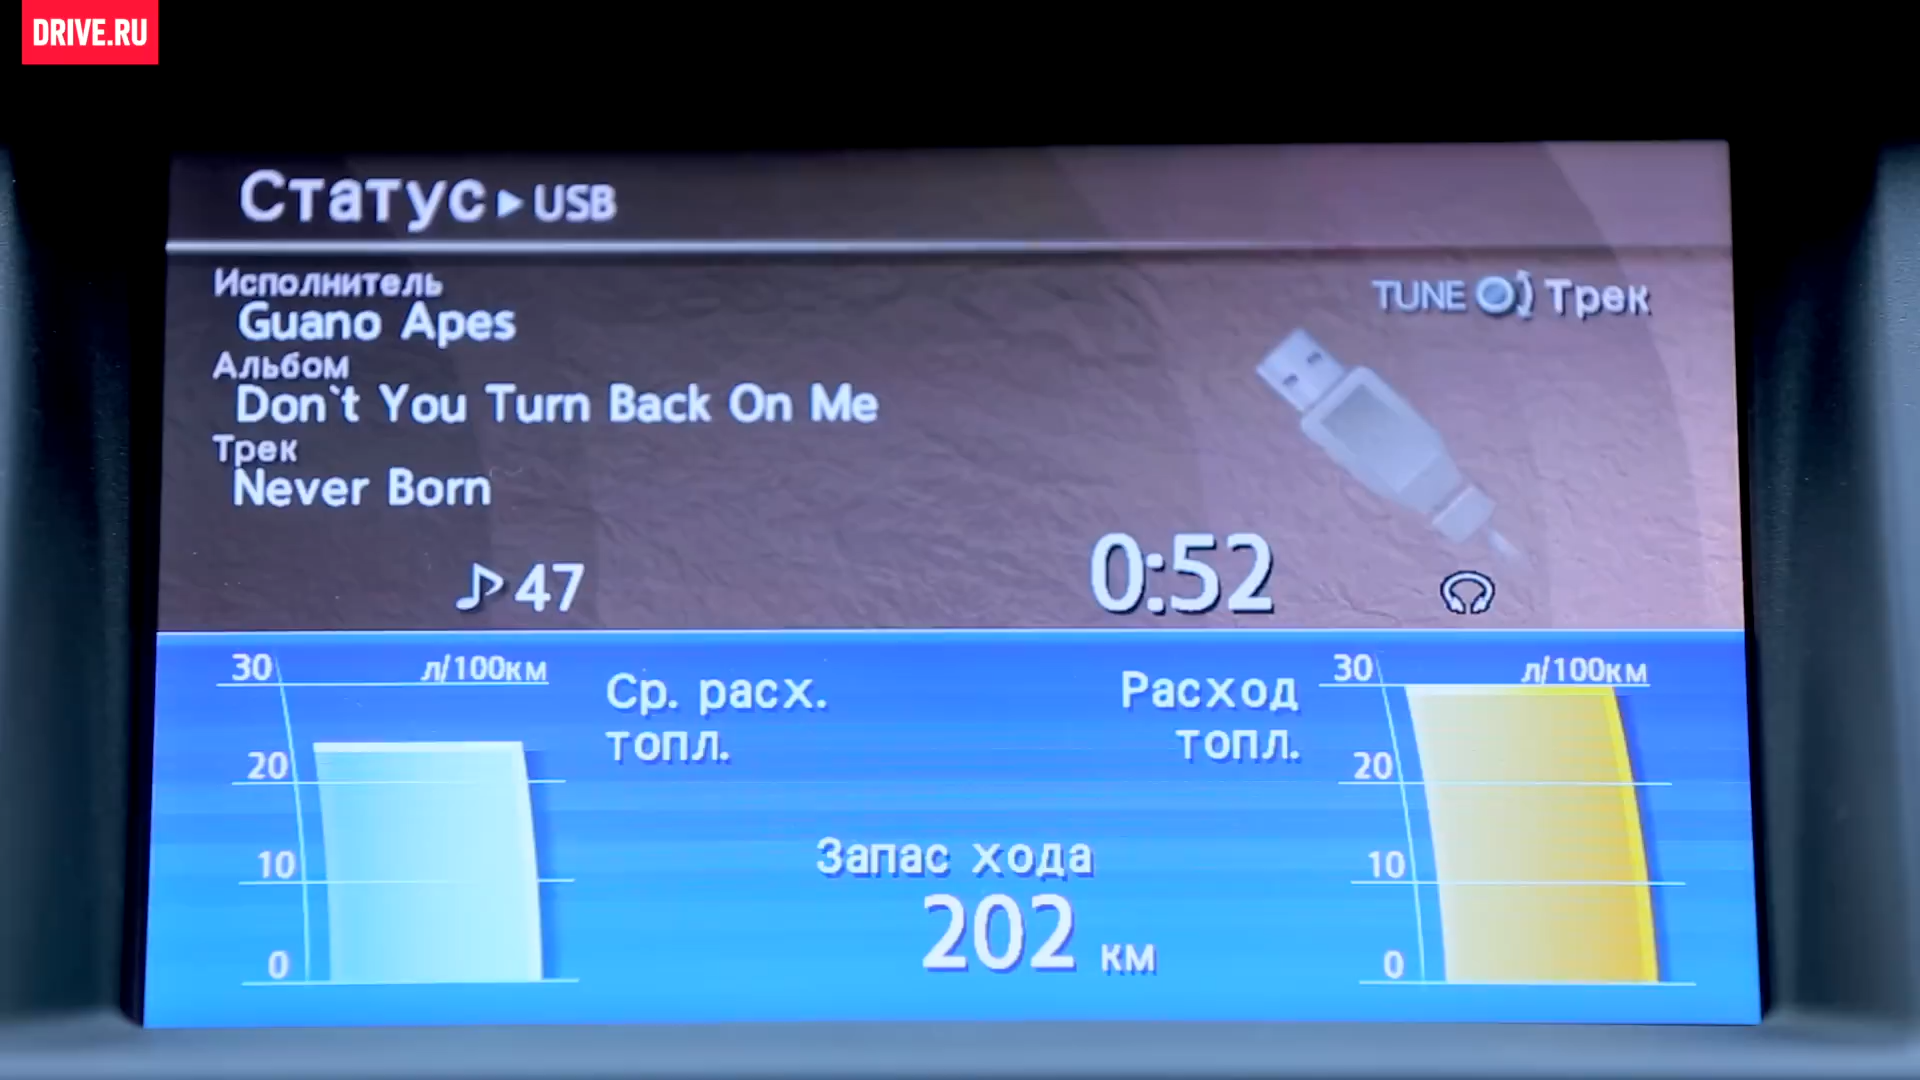 DRIVE.RU
Статус ▶ USB
Исполнитель
Guano Apes
TUNE Трек
Альбом
Don`t You Turn Back On Me
Трек
Never Born
♪ 47
0:52
30 л/100км
20
10
0
Ср. расх.
топл.
Расход
топл.
Запас хода
202 км
30 л/100км
20
10
0